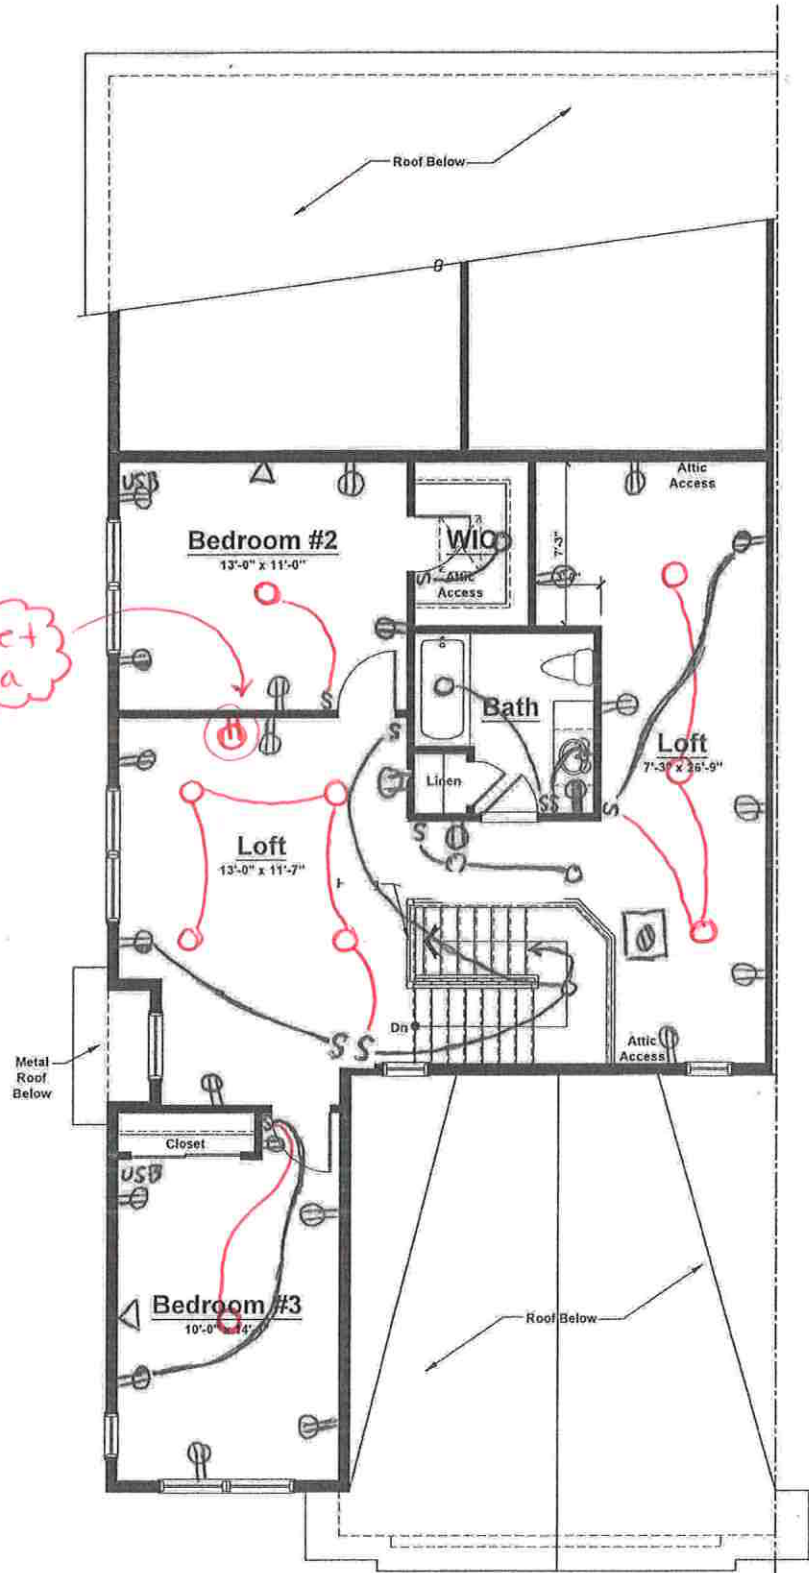 Roof Below
Attic
Access
USB
Bedroom #2
13'-0" x 11'-0"
WIC
S
Attic
Access
7'-3"
S
Bath
S
Loft
7'-3" x 26'-9"
Linen
SS
S
S
Loft
13'-0" x 11'-7"
Dn
SS
Attic
Access
Metal
Roof
Below
S
Closet
USB
Bedroom #3
Roof Below